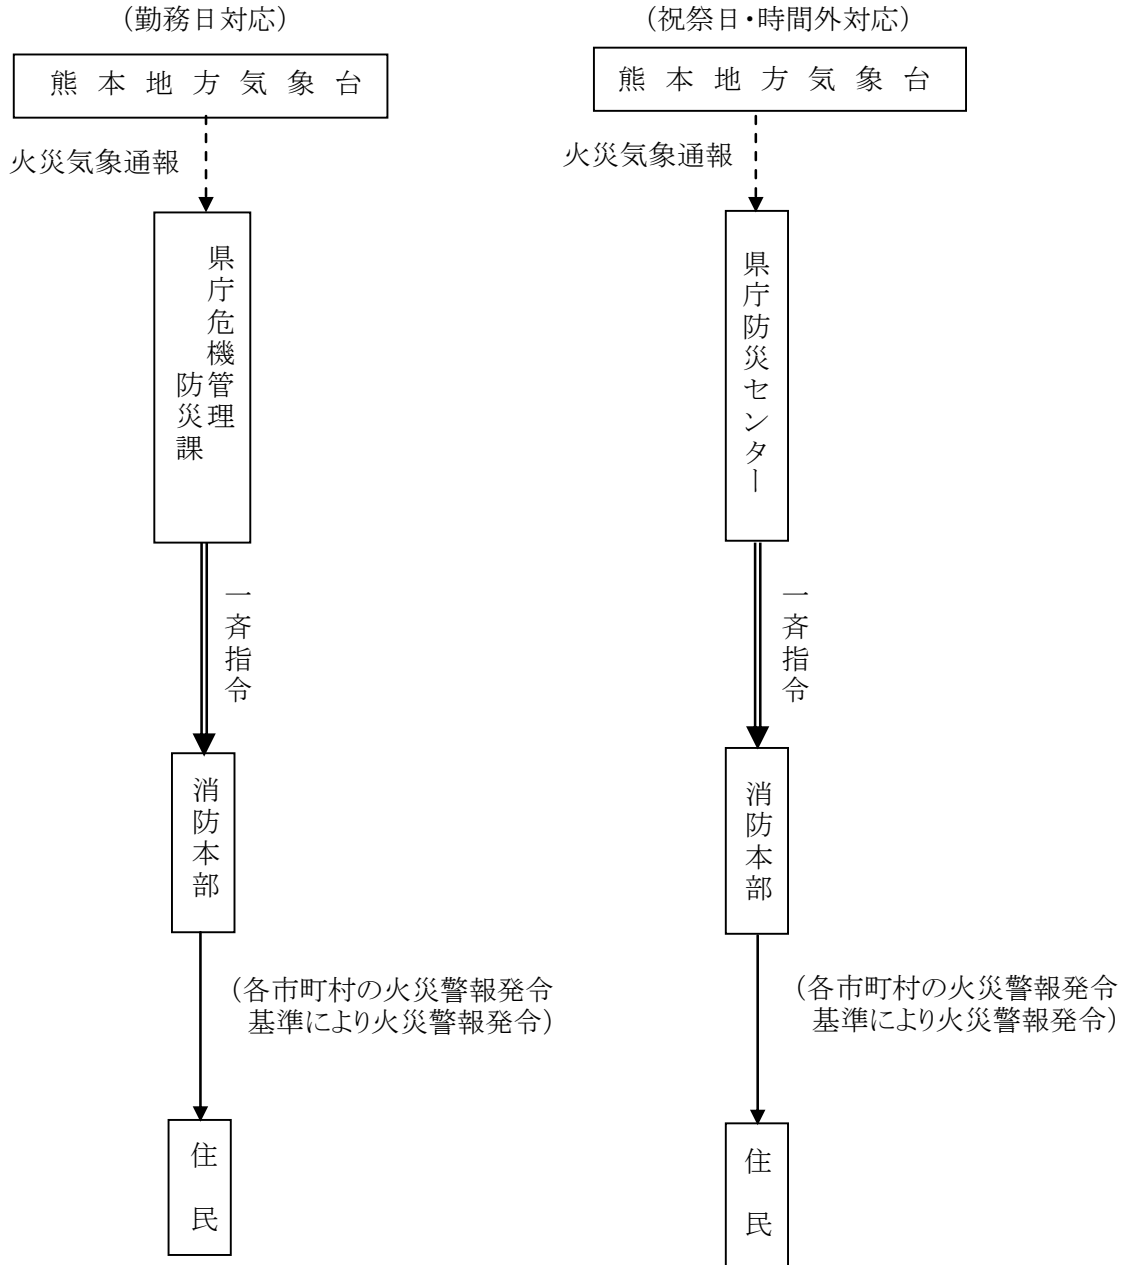 (勤務日対応)
熊本地方気象台
火災気象通報
県庁危機管理
防災課
一斉指令
消防本部
(各市町村の火災警報発令
基準により火災警報発令)
住民
(祝祭日・時間外対応)
熊本地方気象台
火災気象通報
県庁防災センター
一斉指令
消防本部
(各市町村の火災警報発令
基準により火災警報発令)
住民